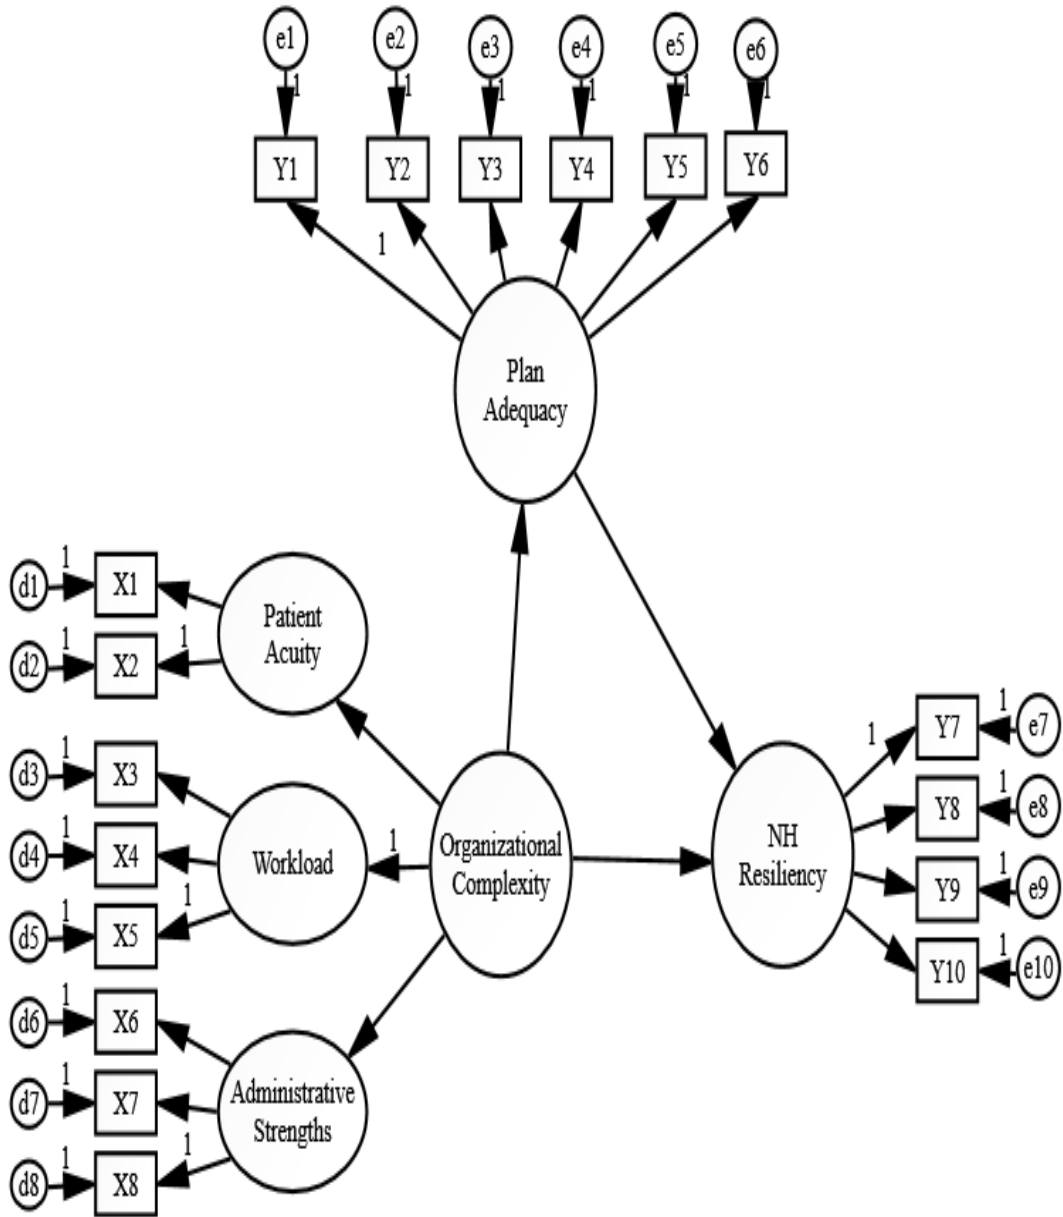 e1 e2 e3 e4 e5 e6
1 1 1 1 1 1
Y1 Y2 Y3 Y4 Y5 Y6
1
Plan
Adequacy
d1 1 X1
d2 1 X2 1
Patient
Acuity
d3 1 X3
d4 1 X4
d5 1 X5 1
Workload
1
Organizational
Complexity
NH
Resiliency
1 Y7 1 e7
Y8 1 e8
Y9 1 e9
Y10 1 e10
d6 1 X6
d7 1 X7
d8 1 X8 1
Administrative
Strengths